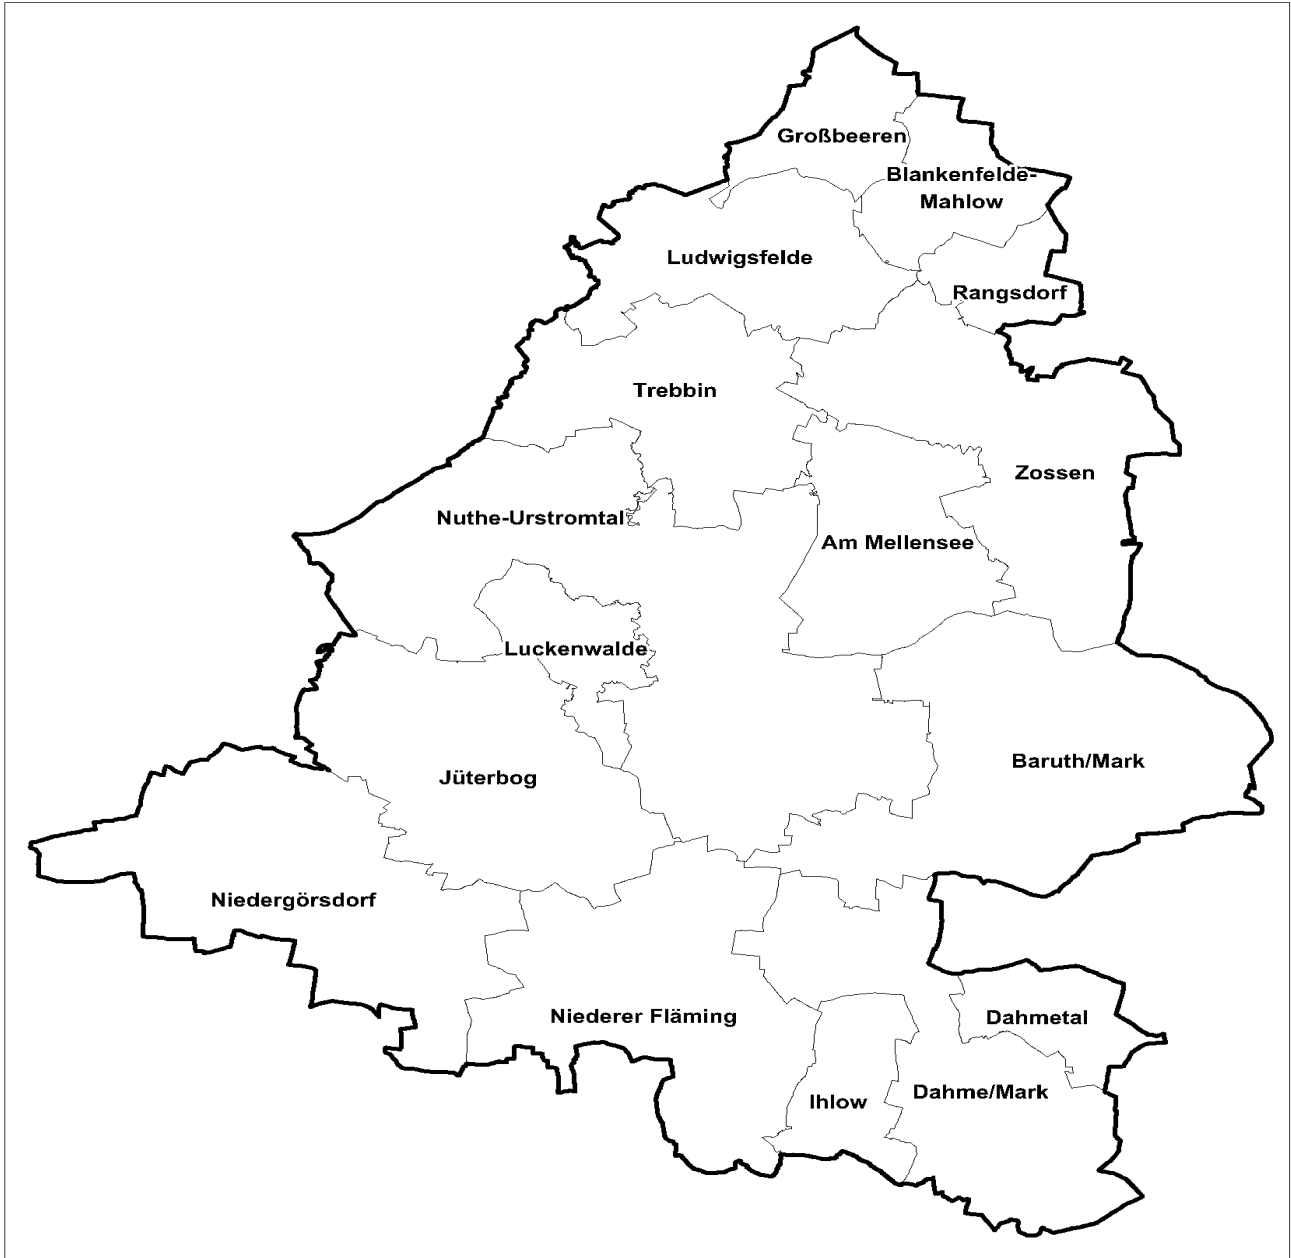 Großbeeren
Blankenfelde-
Mahlow
Ludwigsfelde
Rangsdorf
Trebbin
Zossen
Nuthe-Urstromtal
Am Mellensee
Luckenwalde
Baruth/Mark
Jüterbog
Niedergörsdorf
Niederer Fläming
Dahmetal
Dahme/Mark
Ihlow